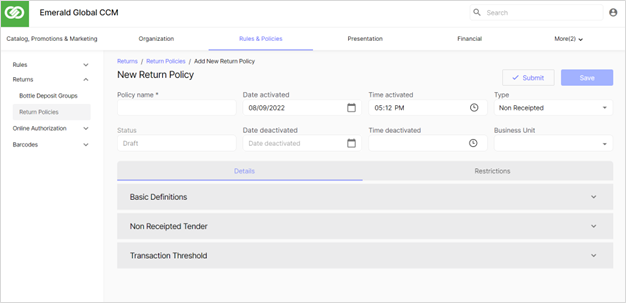 Emerald Global CCM
Search
Catalog, Promotions & Marketing Organization Rules & Policies Presentation Financial More(2)
Rules
Returns
Bottle Deposit Groups
Return Policies
Online Authorization
Barcodes
Returns / Return Policies / Add New Return Policy
New Return Policy
Submit Save
Policy name * Date activated Time activated Type
08/09/2022 05:12 PM Non Receipted
Status Date deactivated Time deactivated Business Unit
Draft Date deactivated
Details Restrictions
Basic Definitions
Non Receipted Tender
Transaction Threshold